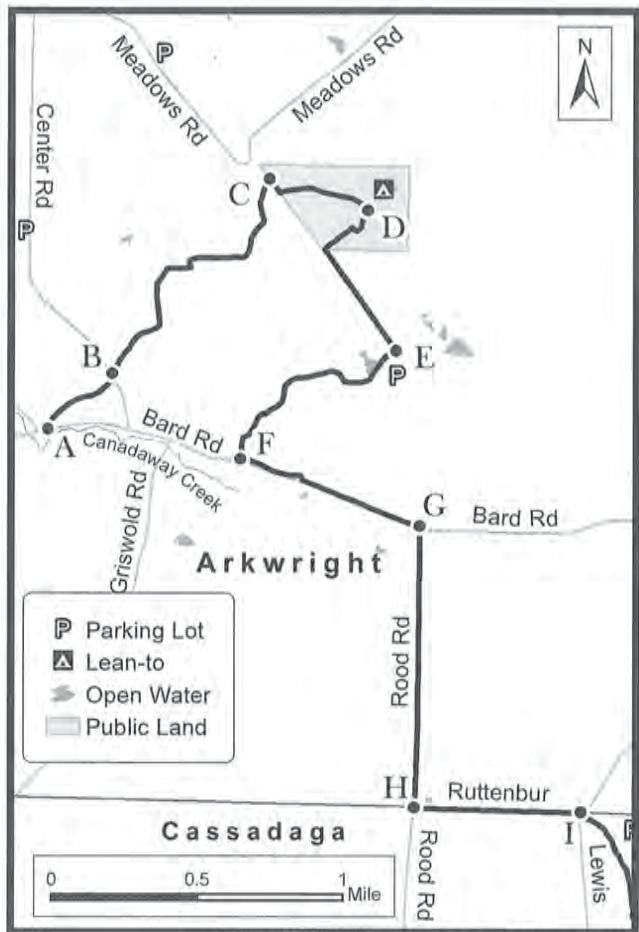 N
P
Meadows Rd
Meadows Rd
Center Rd
P
C
D
B
E
P
A
Bard Rd
F
Canadaway Creek
Griswold Rd
G
Bard Rd
Arkwright
P Parking Lot
Lean-to
Open Water
Public Land
Rood Rd
H
Ruttenbur
I
P
Cassadaga
Rood Rd
Lewis
0 0.5 1
Mile